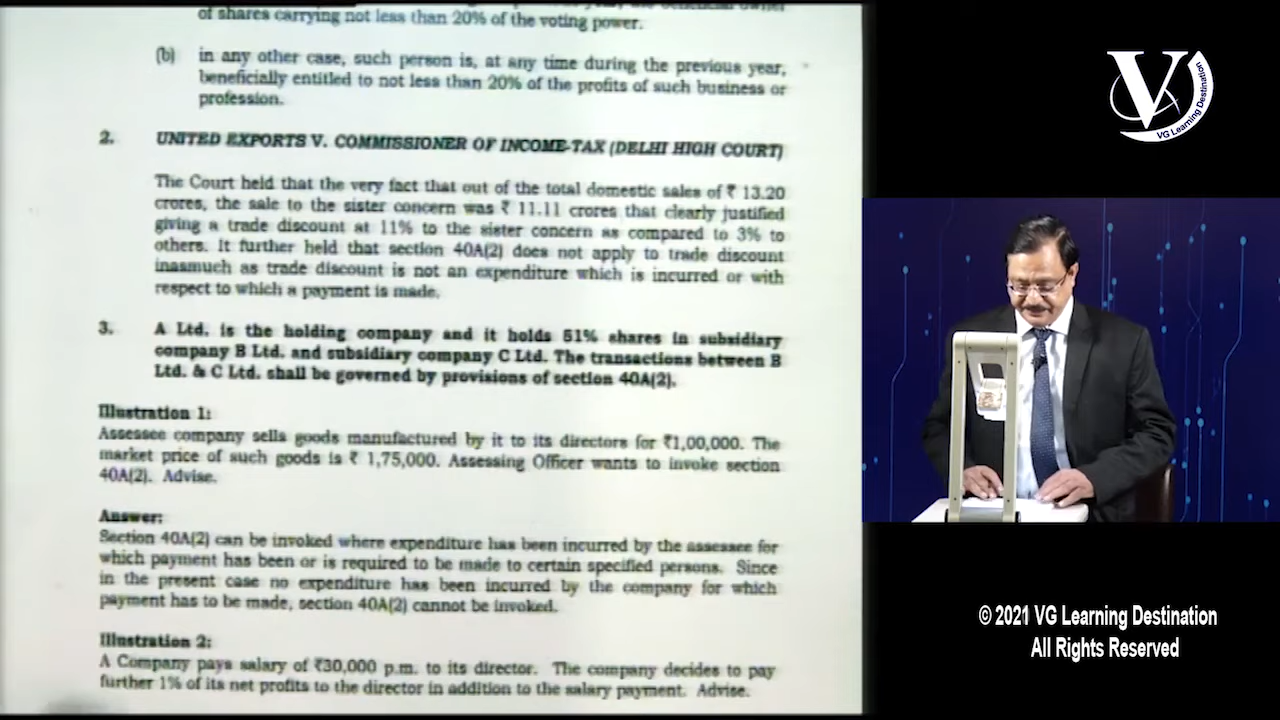 of shares carrying not less than 20% of the voting power.
(b) in any other case, such person is, at any time during the previous year,
beneficially entitled to not less than 20% of the profits of such business or
profession.
2. UNITED EXPORTS V. COMMISSIONER OF INCOME-TAX (DELHI HIGH COURT)
The Court held that the very fact that out of the total domestic sales of ₹ 13.20
crores, the sale to the sister concern was ₹ 11.11 crores that clearly justified
giving a trade discount at 11% to the sister concern as compared to 3% to
others. It further held that section 40A(2) does not apply to trade discount
inasmuch as trade discount is not an expenditure which is incurred or with
respect to which a payment is made.
3. A Ltd. is the holding company and it holds 51% shares in subsidiary
company B Ltd. and subsidiary company C Ltd. The transactions between B
Ltd. & C Ltd. shall be governed by provisions of section 40A(2).
Illustration 1:
Assessee company sells goods manufactured by it to its directors for ₹1,00,000. The
market price of such goods is ₹ 1,75,000. Assessing Officer wants to invoke section
40A(2). Advise.
Answer:
Section 40A(2) can be invoked where expenditure has been incurred by the assessee for
which payment has been or is required to be made to certain specified persons. Since
in the present case no expenditure has been incurred by the company for which
payment has to be made, section 40A(2) cannot be invoked.
Illustration 2:
A Company pays salary of ₹30,000 p.m. to its director. The company decides to pay
further 1% of its net profits to the director in addition to the salary payment. Advise.
V
VG Learning Destination
© 2021 VG Learning Destination
All Rights Reserved